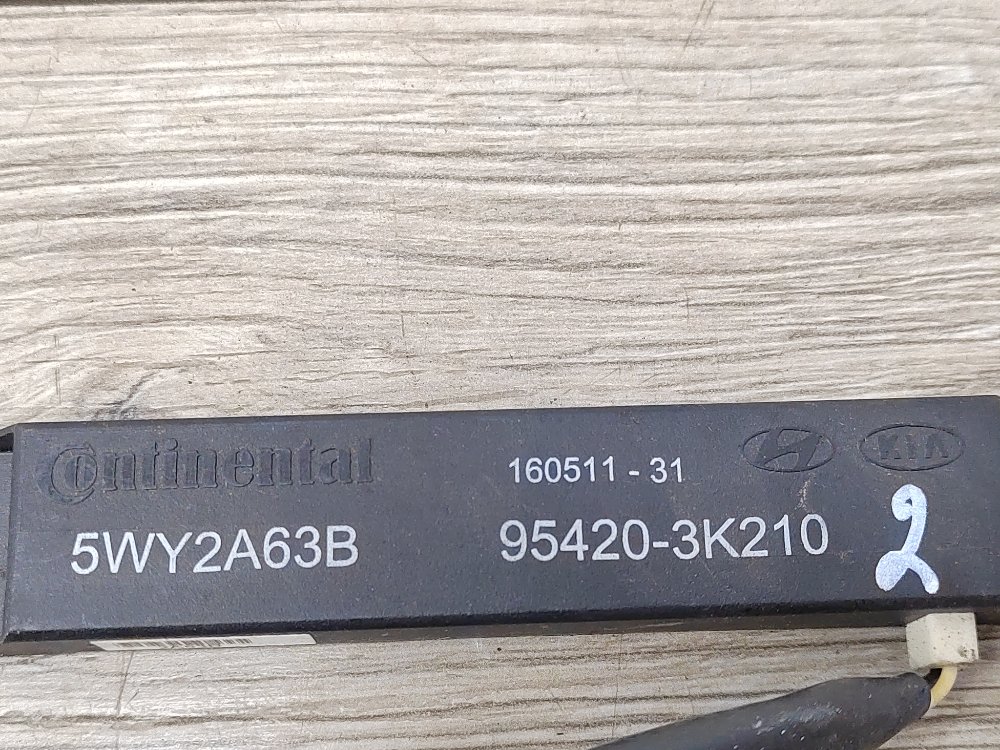 Continental
160511 - 31
KIA
5WY2A63B
95420-3K210
2